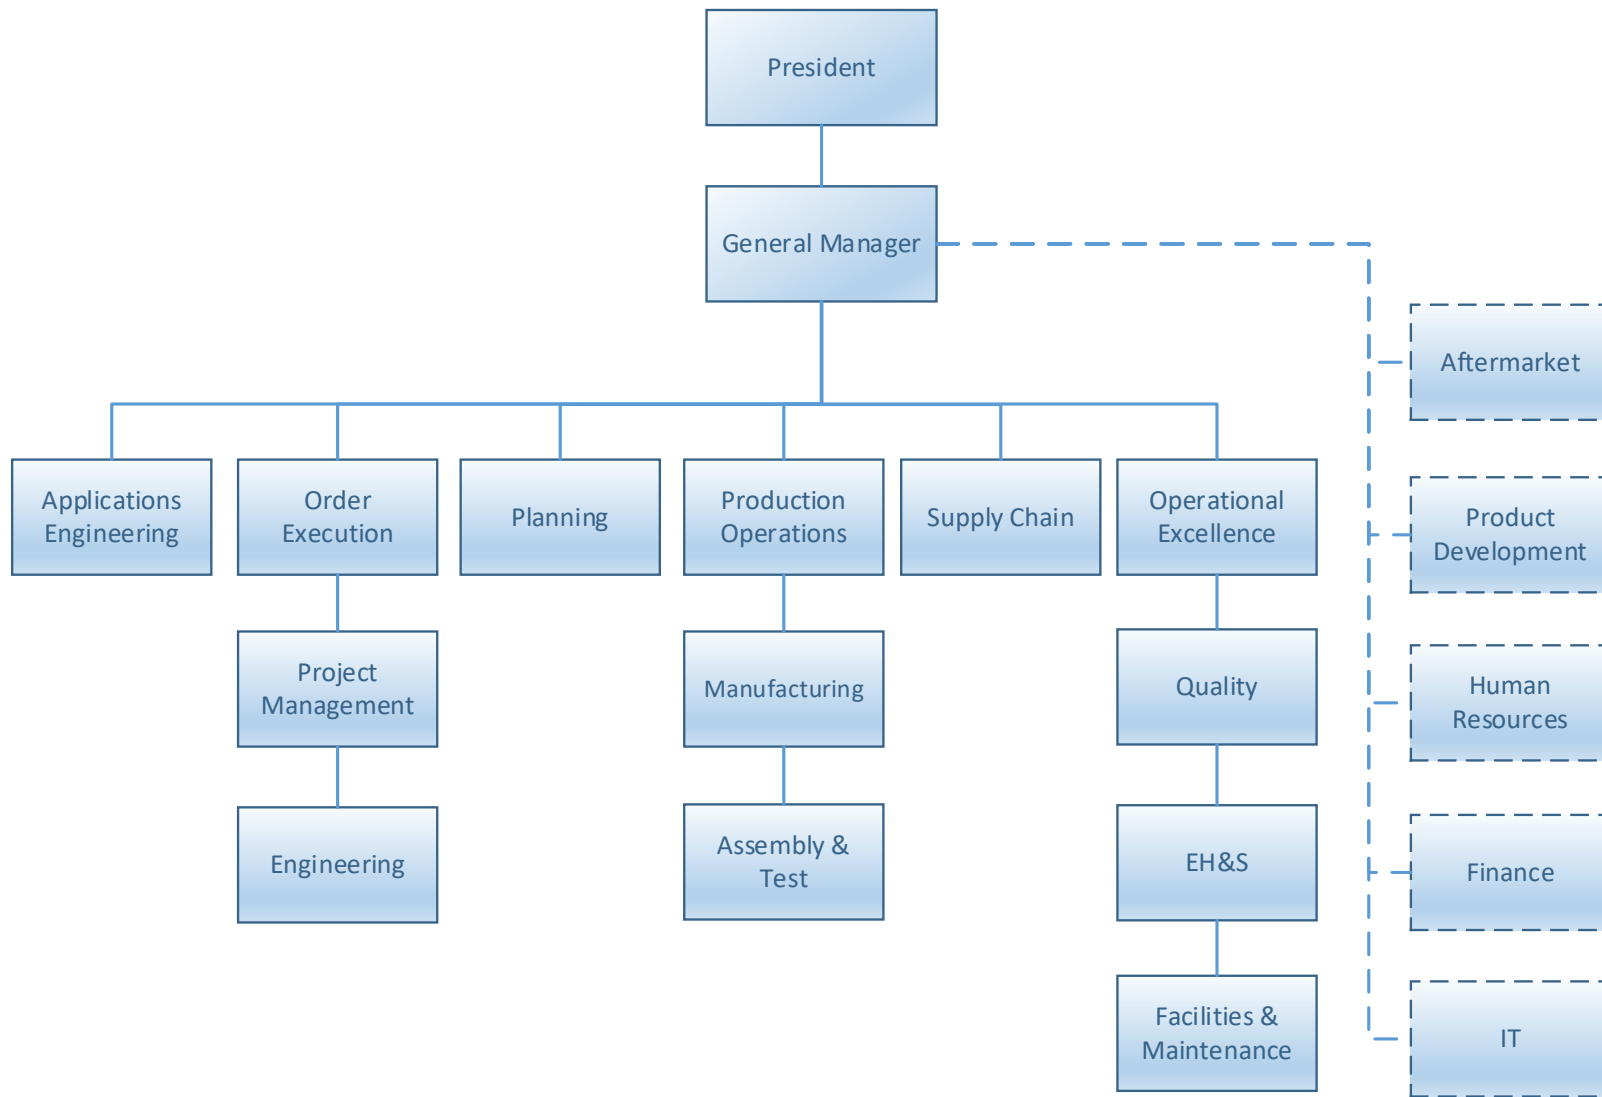 President
General Manager
Aftermarket
Applications
Engineering
Order
Execution
Planning
Production
Operations
Supply Chain
Operational
Excellence
Product
Development
Project
Management
Manufacturing
Quality
Human
Resources
Engineering
Assembly &
Test
EH&S
Finance
Facilities &
Maintenance
IT